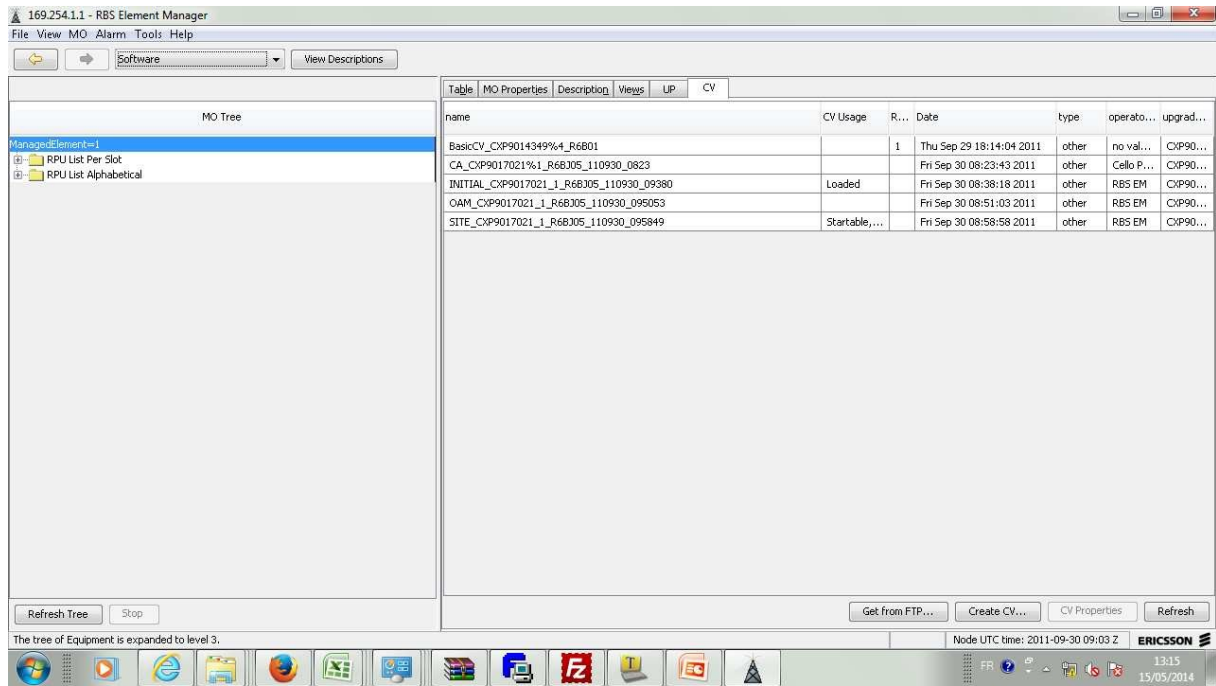 169.254.1.1 - RBS Element Manager
File View MO Alarm Tools Help
Software View Descriptions
Table MO Properties Description Views UP CV
MO Tree
ManagedElement=1
RPU List Per Slot
RPU List Alphabetical
name CV Usage R... Date type operato... upgrad...
BasicCV_CXP9014349%4_R6B01 1 Thu Sep 29 18:14:04 2011 other no val... CXP90...
CA_CXP9017021%1_R6BJ05_110930_0823 Fri Sep 30 08:23:43 2011 other Cello P... CXP90...
INITIAL_CXP9017021_1_R6BJ05_110930_09380 Loaded Fri Sep 30 08:38:18 2011 other RBS EM CXP90...
OAM_CXP9017021_1_R6BJ05_110930_095053 Fri Sep 30 08:51:03 2011 other RBS EM CXP90...
SITE_CXP9017021_1_R6BJ05_110930_095849 Startable,... Fri Sep 30 08:58:58 2011 other RBS EM CXP90...
Refresh Tree Stop
Get from FTP... Create CV... CV Properties Refresh
The tree of Equipment is expanded to level 3.
Node UTC time: 2011-09-30 09:03 Z ERICSSON
FR
13:15
15/05/2014